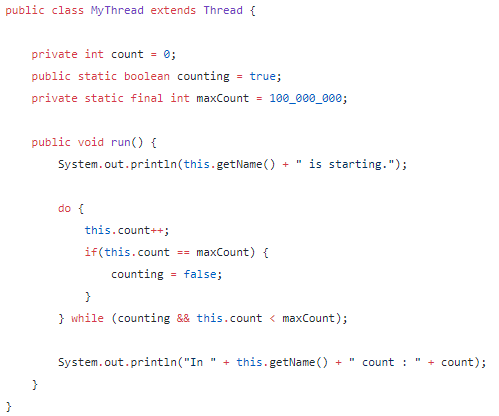 public class MyThread extends Thread {
private int count = 0;
public static boolean counting = true;
private static final int maxCount = 100_000_000;
public void run() {
System.out.println(this.getName() + " is starting.");
do {
this.count++;
if(this.count == maxCount) {
counting = false;
}
} while (counting && this.count < maxCount);
System.out.println("In " + this.getName() + " count : " + count);
}
}